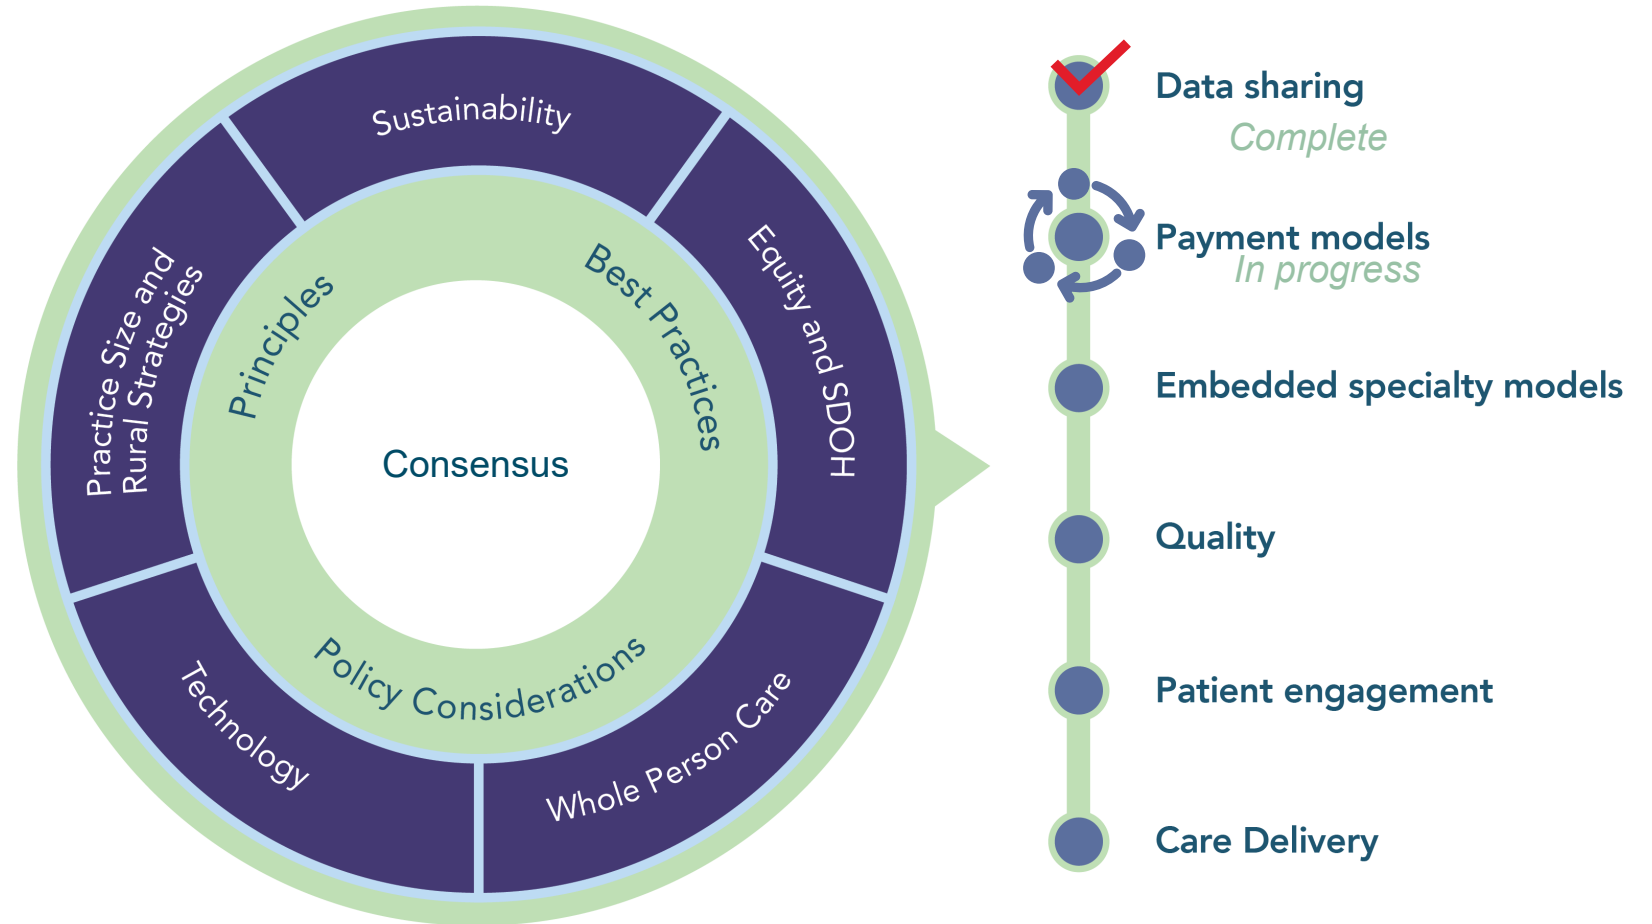 Sustainability
Equity and SDOH
Whole Person Care
Technology
Practice Size and
Rural Strategies
Principles
Best Practices
Policy Considerations
Consensus
Data sharing
Complete
Payment models
In progress
Embedded specialty models
Quality
Patient engagement
Care Delivery